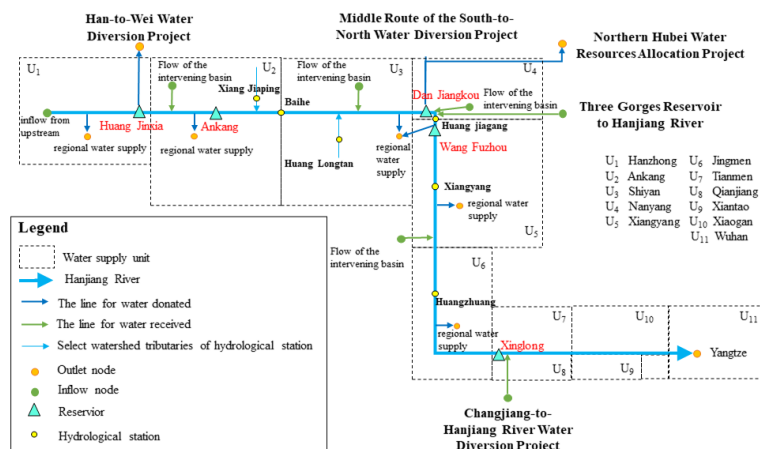 Han-to-Wei Water
Diversion Project
Middle Route of the South-to-
North Water Diversion Project
Northern Hubei Water
Resources Allocation Project
U1
Flow of the
intervening basin
U2
Xiang Jiaping
Flow of the
intervening basin
U3
U4
Baihe
Dan Jiangkou
Flow of the
intervening basin
Three Gorges Reservoir
to Hanjiang River
inflow from
upstream
Huang Jinxia
Ankang
regional water supply
regional water supply
Huang Longtan
regional
water
supply
Huang jiagang
Wang Fuzhou
Xiangyang
regional water
supply
U5
U1 Hanzhong U6 Jingmen
U2 Ankang U7 Tianmen
U3 Shiyan U8 Qianjiang
U4 Nanyang U9 Xiantao
U5 Xiangyang U10 Xiaogan
U11 Wuhan
Flow of the
intervening basin
U6
Huangzhuang
regional water
supply
U7
U10
U11
Xinglong
Yangtze
U8
U9
Changjiang-to-
Hanjiang River Water
Diversion Project
Legend
Water supply unit
Hanjiang River
The line for water donated
The line for water received
Select watershed tributaries of hydrological station
Outlet node
Inflow node
Reservior
Hydrological station